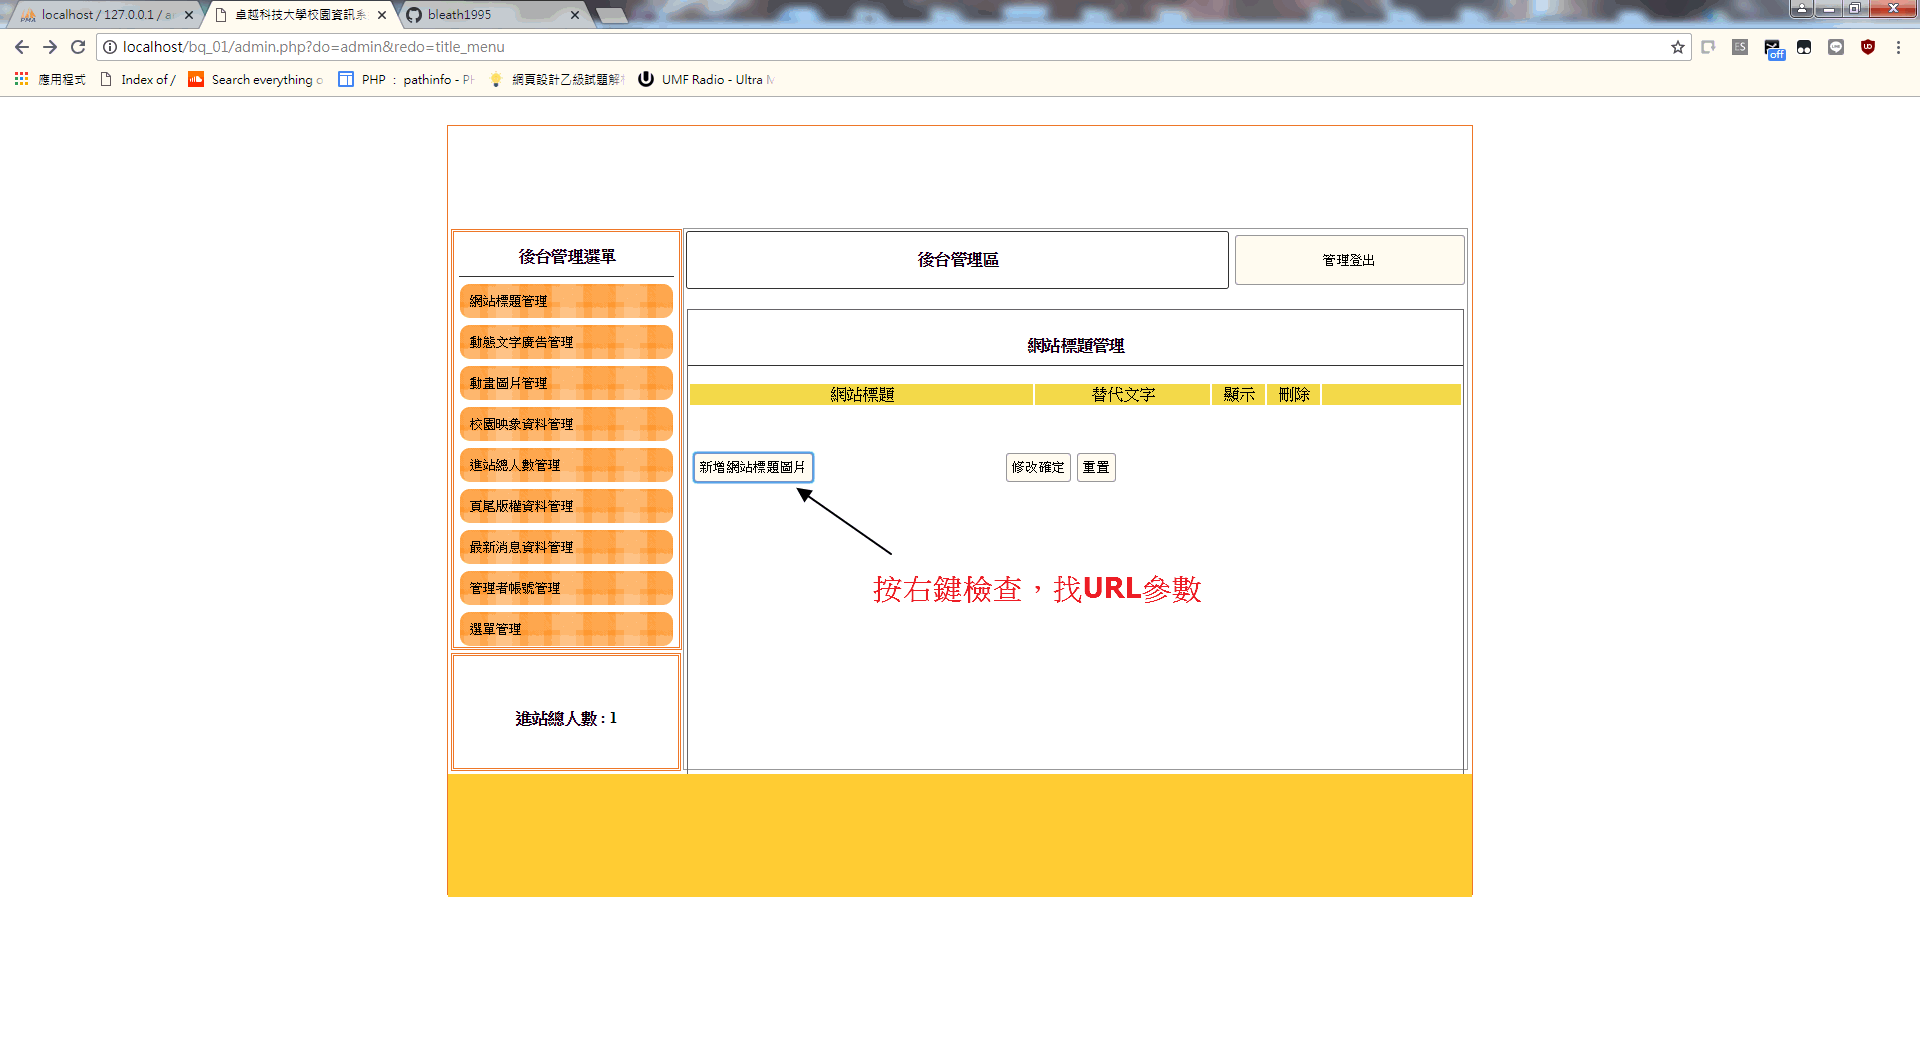 localhost / 127.0.0.1 / a
卓越科技大學校園資訊系
bleath1995
localhost/bq_01/admin.php?do=admin&redo=title_menu
ES
off
應用程式
Index of /
Search everything
PHP : pathinfo - PH
網頁設計乙級試題解
UMF Radio - Ultra M
後台管理選單
後台管理區
管理登出
網站標題管理
動態文字廣告管理
動畫圖片管理
校園映象資料管理
進站總人數管理
頁尾版權資料管理
最新消息資料管理
管理者帳號管理
選單管理
進站總人數 : 1
網站標題管理
網站標題 替代文字 顯示 刪除
新增網站標題圖片
修改確定 重置
按右鍵檢查，找URL參數